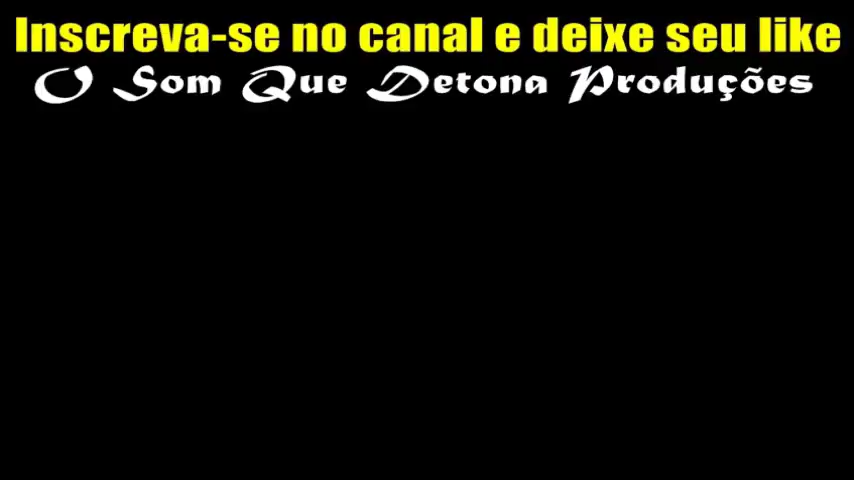 Inscreva-se no canal e deixe seu like
O Som Que Detona Produções